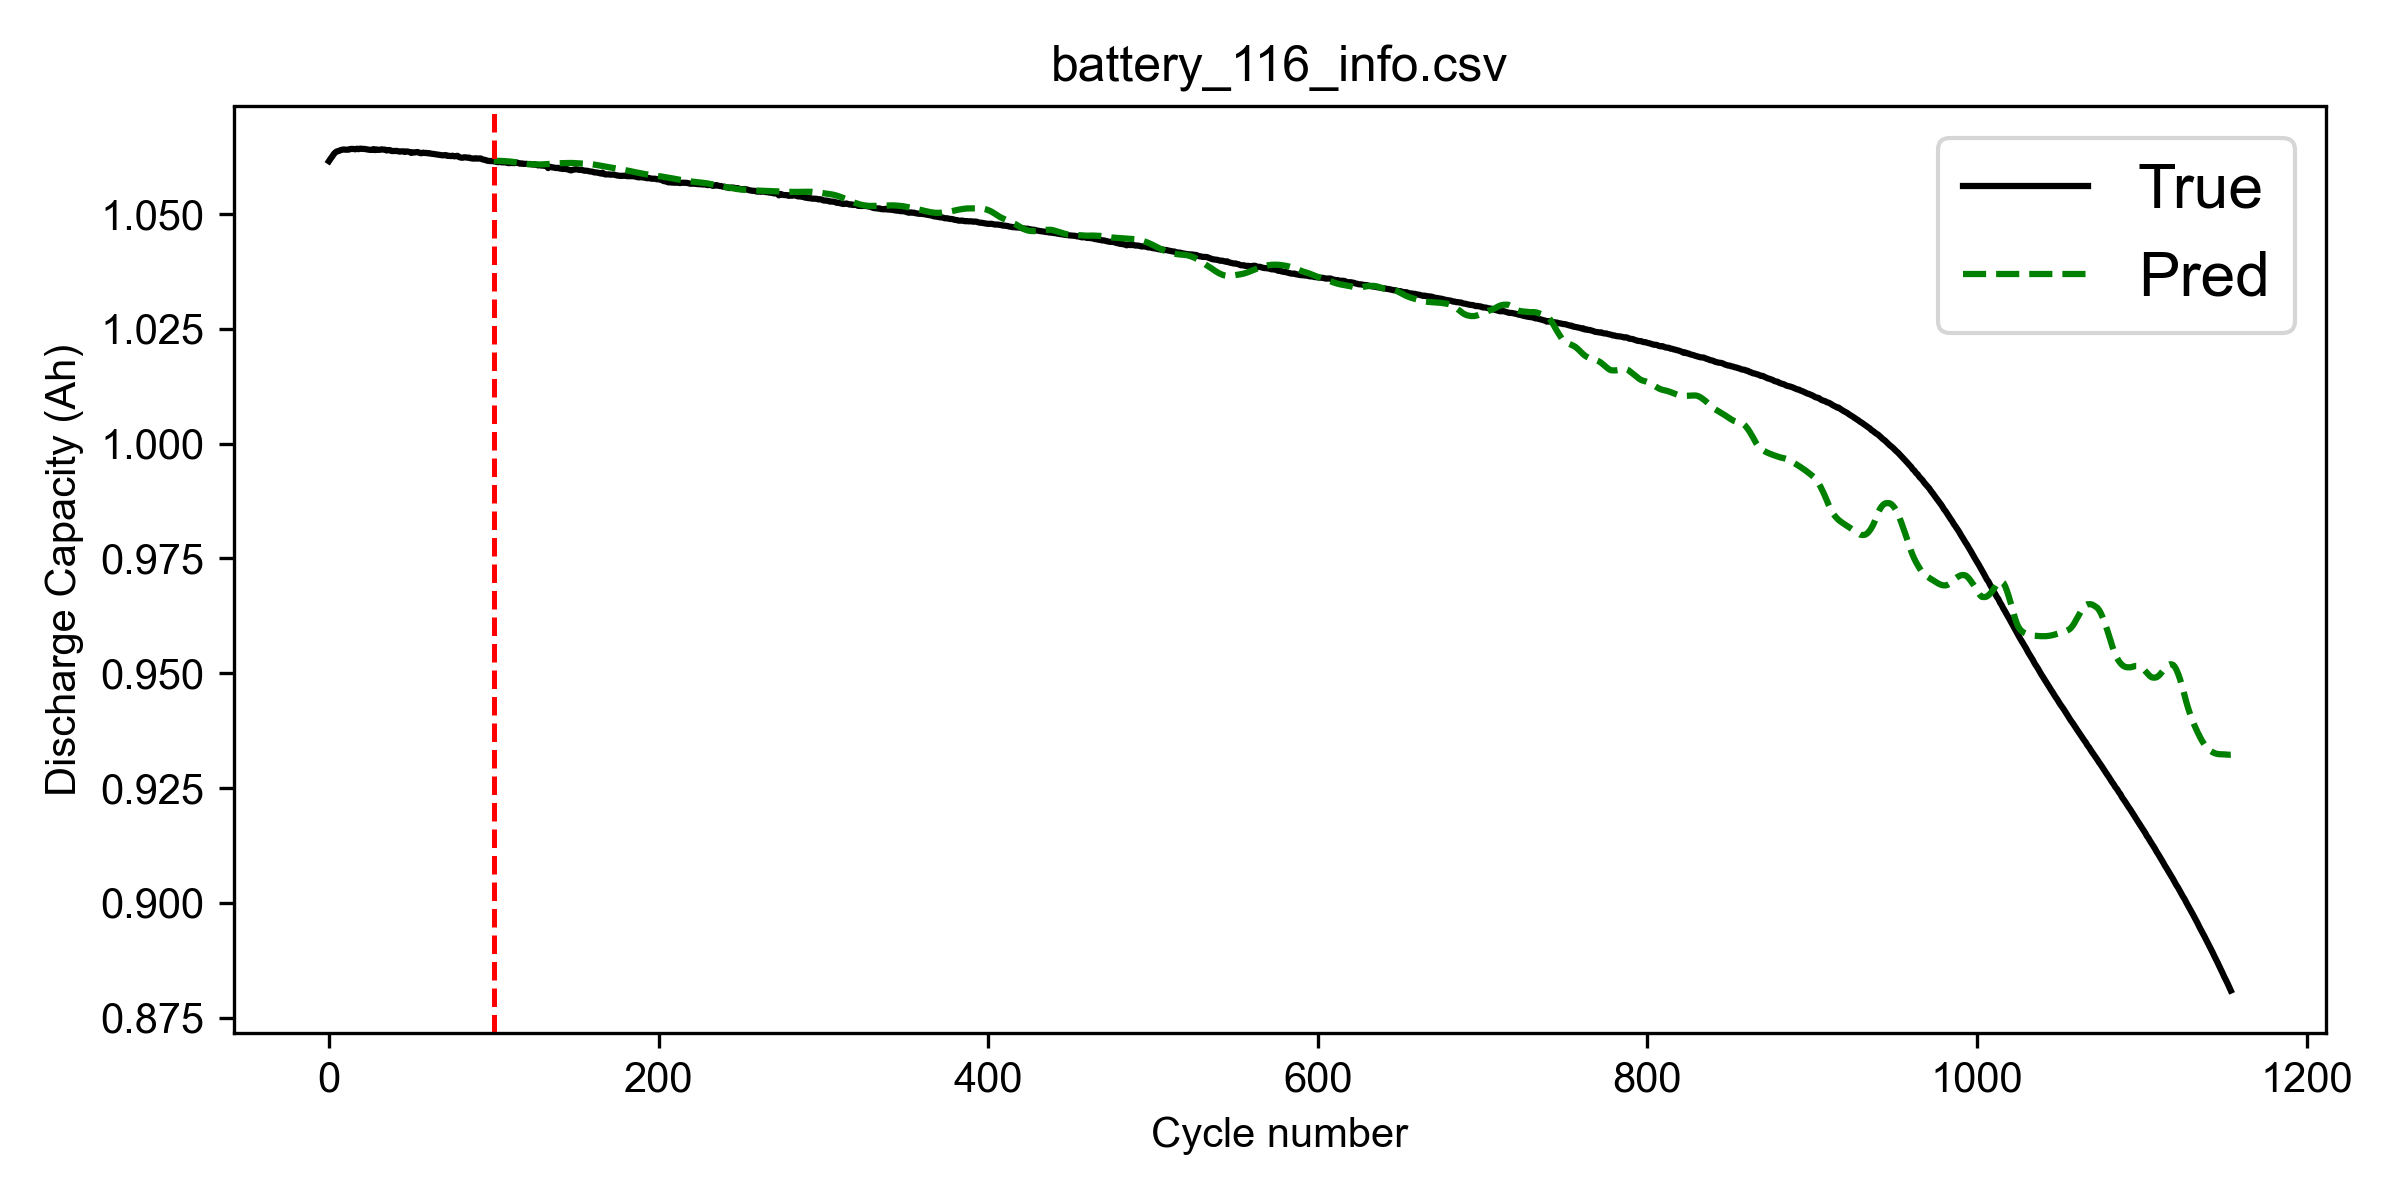 battery_116_info.csv
True
Pred
1.050
1.025
1.000
0.975
0.950
0.925
0.900
0.875
Discharge Capacity (Ah)
0 200 400 600 800 1000 1200
Cycle number